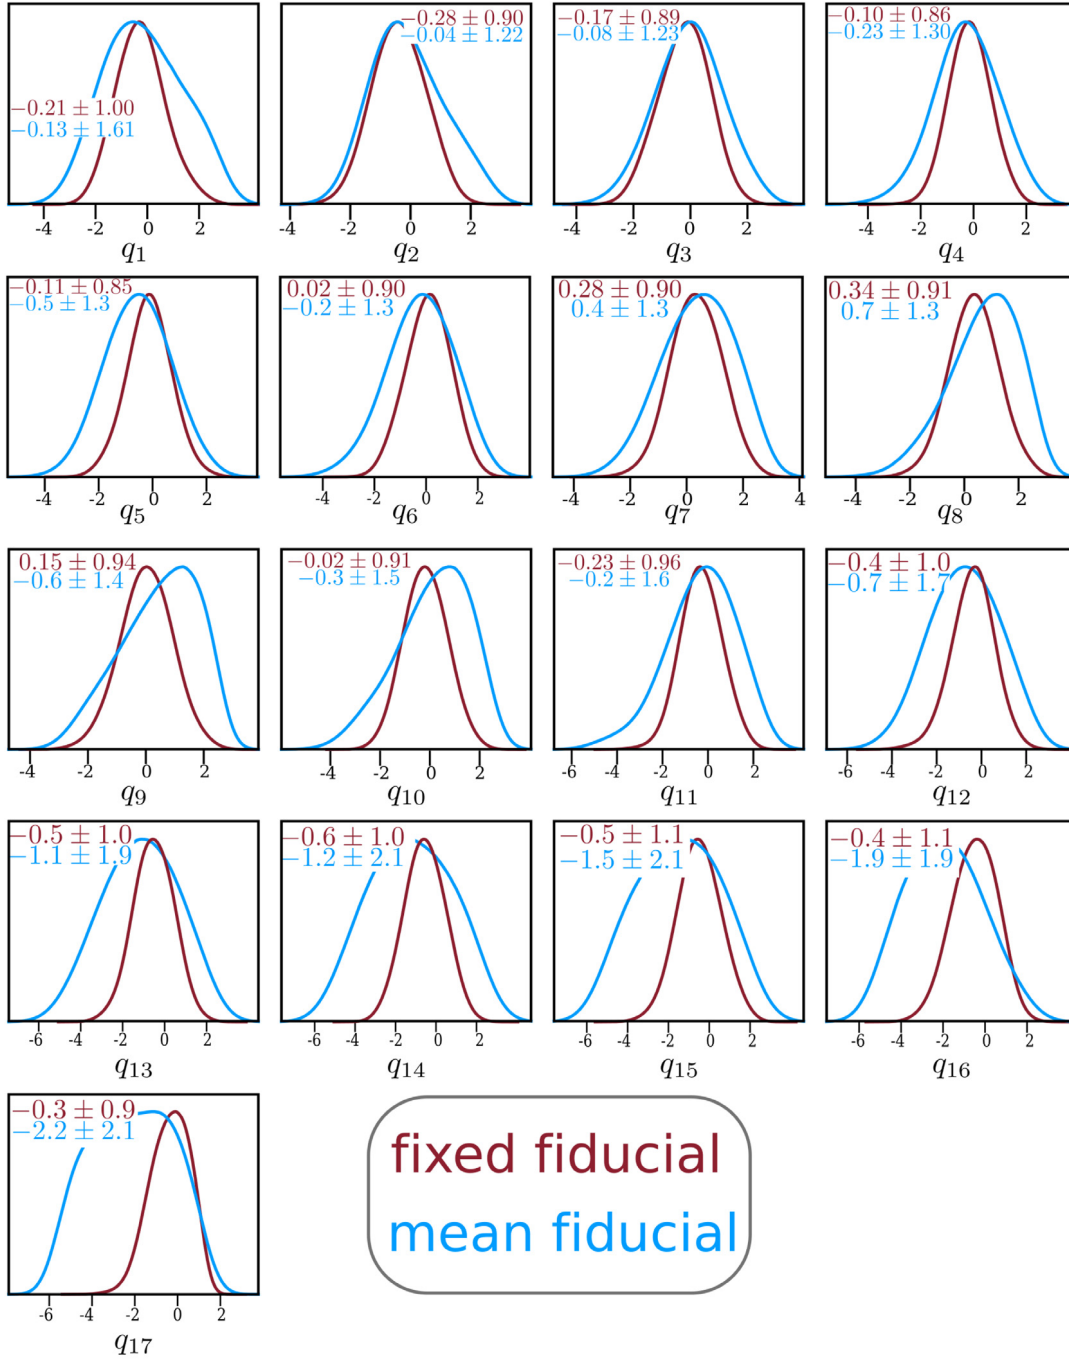 −0.21 ± 1.00
−0.13 ± 1.61
-4 -2 0 2
q1
−0.28 ± 0.90
−0.04 ± 1.22
-4 -2 0 2
q2
−0.17 ± 0.89
−0.08 ± 1.23
-4 -2 0 2
q3
−0.10 ± 0.86
−0.23 ± 1.30
-4 -2 0 2
q4
−0.11 ± 0.85
−0.5 ± 1.3
-4 -2 0 2
q5
0.02 ± 0.90
−0.2 ± 1.3
-4 -2 0 2
q6
0.28 ± 0.90
0.4 ± 1.3
-4 -2 0 2 4
q7
0.34 ± 0.91
0.7 ± 1.3
-4 -2 0 2
q8
0.15 ± 0.94
−0.6 ± 1.4
-4 -2 0 2
q9
−0.02 ± 0.91
−0.3 ± 1.5
-4 -2 0 2
q10
−0.23 ± 0.96
−0.2 ± 1.6
-6 -4 -2 0 2
q11
−0.4 ± 1.0
−0.7 ± 1.7
-6 -4 -2 0 2
q12
−0.5 ± 1.0
−1.1 ± 1.9
-6 -4 -2 0 2
q13
−0.6 ± 1.0
−1.2 ± 2.1
-6 -4 -2 0 2
q14
−0.5 ± 1.1
−1.5 ± 2.1
-6 -4 -2 0 2
q15
−0.4 ± 1.1
−1.9 ± 1.9
-6 -4 -2 0 2
q16
−0.3 ± 0.9
−2.2 ± 2.1
-6 -4 -2 0 2
q17
fixed fiducial
mean fiducial